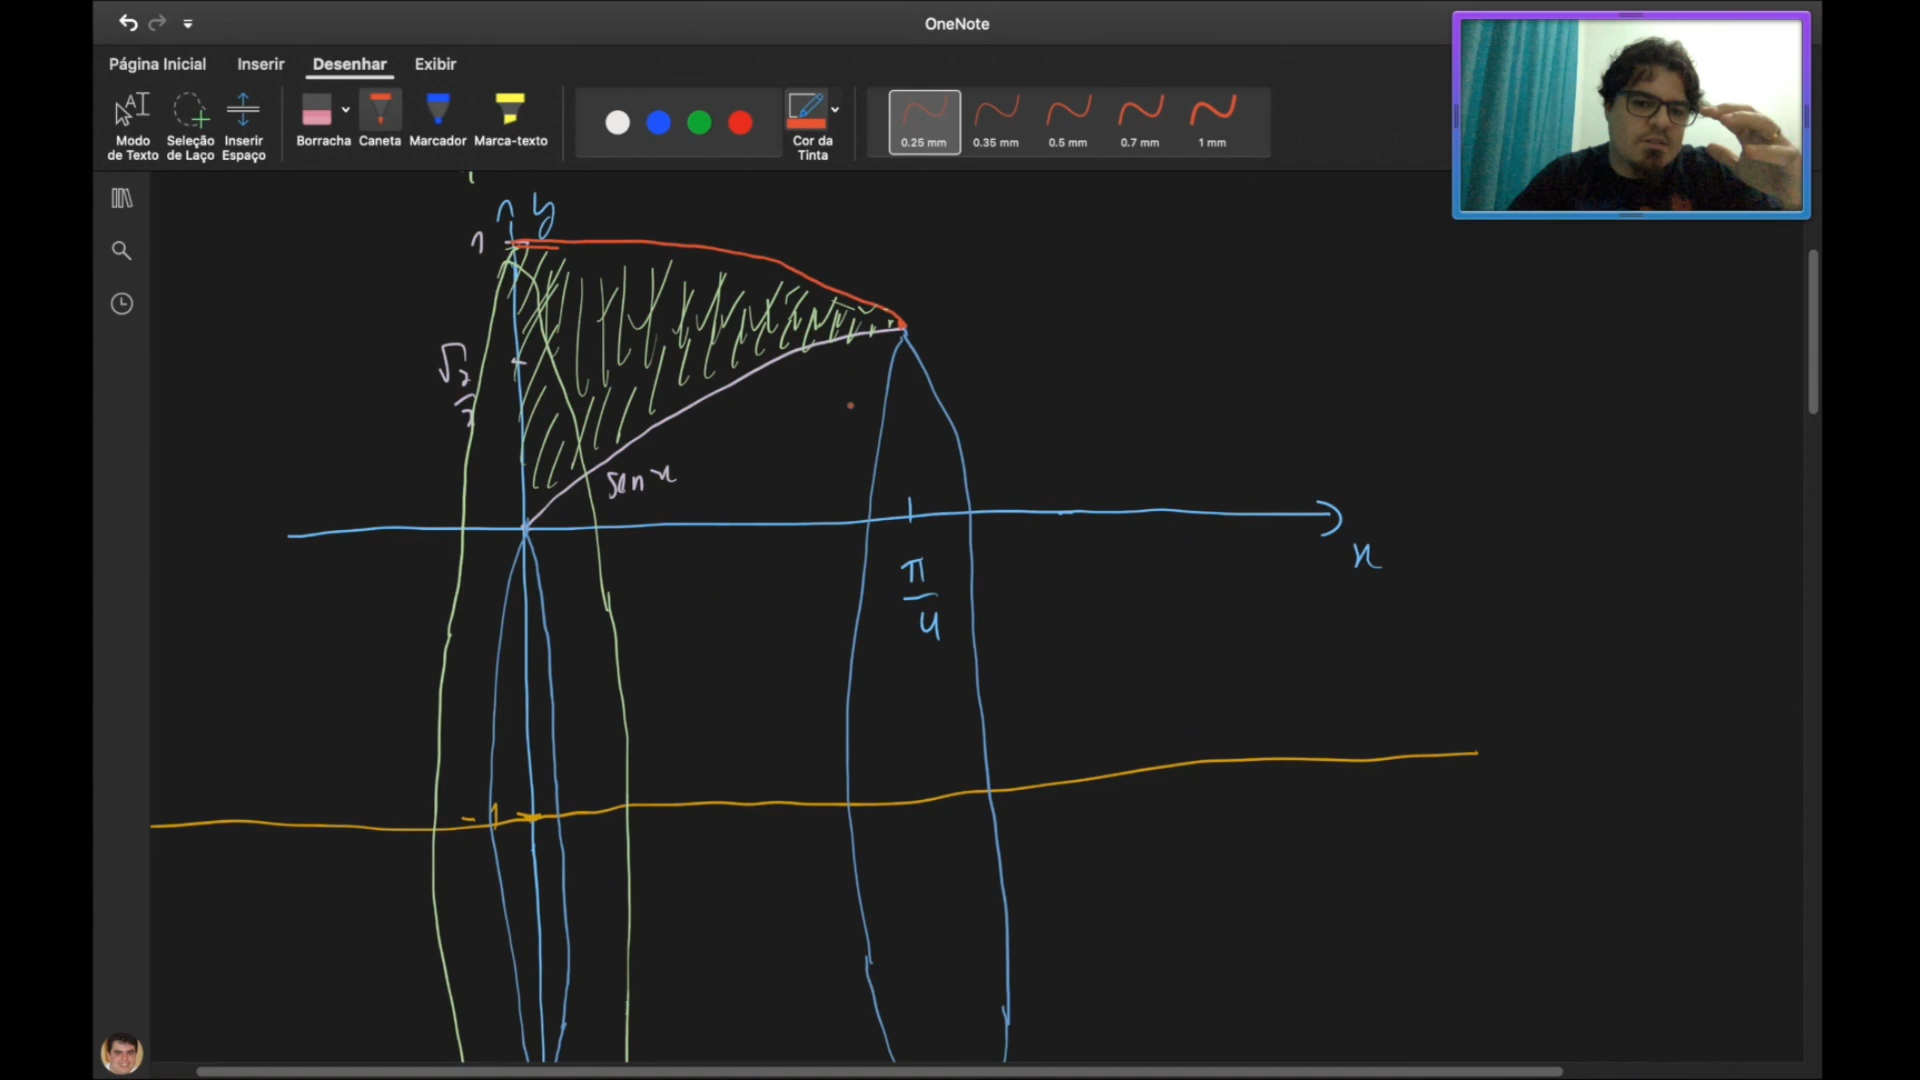 OneNote
Página Inicial Inserir Desenhar Exibir
Modo de Texto
Seleção de Laço
Inserir Espaço
Borracha
Caneta
Marcador
Marca-texto
Cor da Tinta
0.25 mm
0.35 mm
0.5 mm
0.7 mm
1 mm
y
1
√2/2
sen x
π/4
x
-1